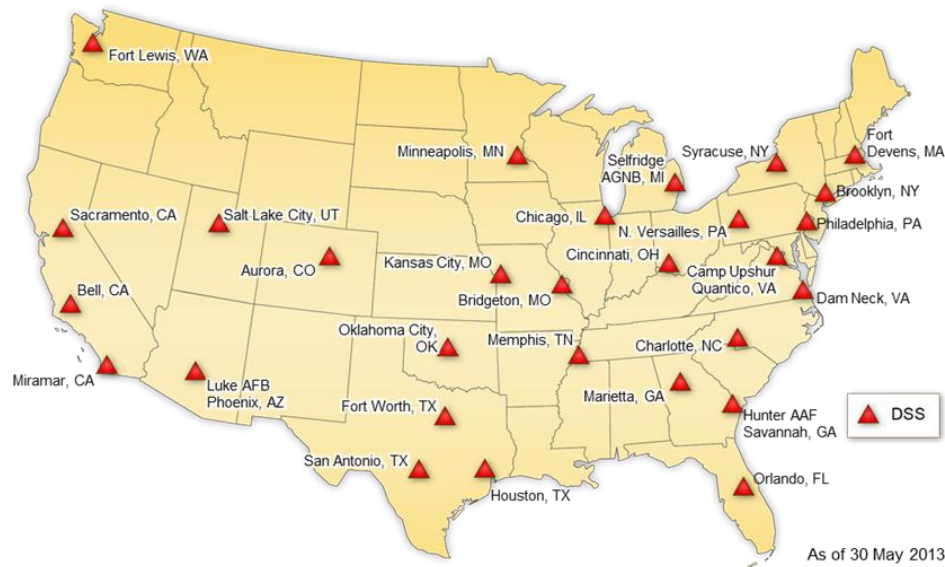 Fort Lewis, WA
Minneapolis, MN
Selfridge
AGNB, MI
Syracuse, NY
Fort
Devens, MA
Brooklyn, NY
Sacramento, CA
Salt Lake City, UT
Chicago, IL
N. Versailles, PA
Philadelphia, PA
Aurora, CO
Kansas City, MO
Cincinnati, OH
Camp Upshur
Quantico, VA
Bell, CA
Bridgeton, MO
Dam Neck, VA
Oklahoma City,
OK
Memphis, TN
Charlotte, NC
Miramar, CA
Luke AFB
Phoenix, AZ
Fort Worth, TX
Marietta, GA
Hunter AAF
Savannah, GA
DSS
San Antonio, TX
Houston, TX
Orlando, FL
As of 30 May 2013